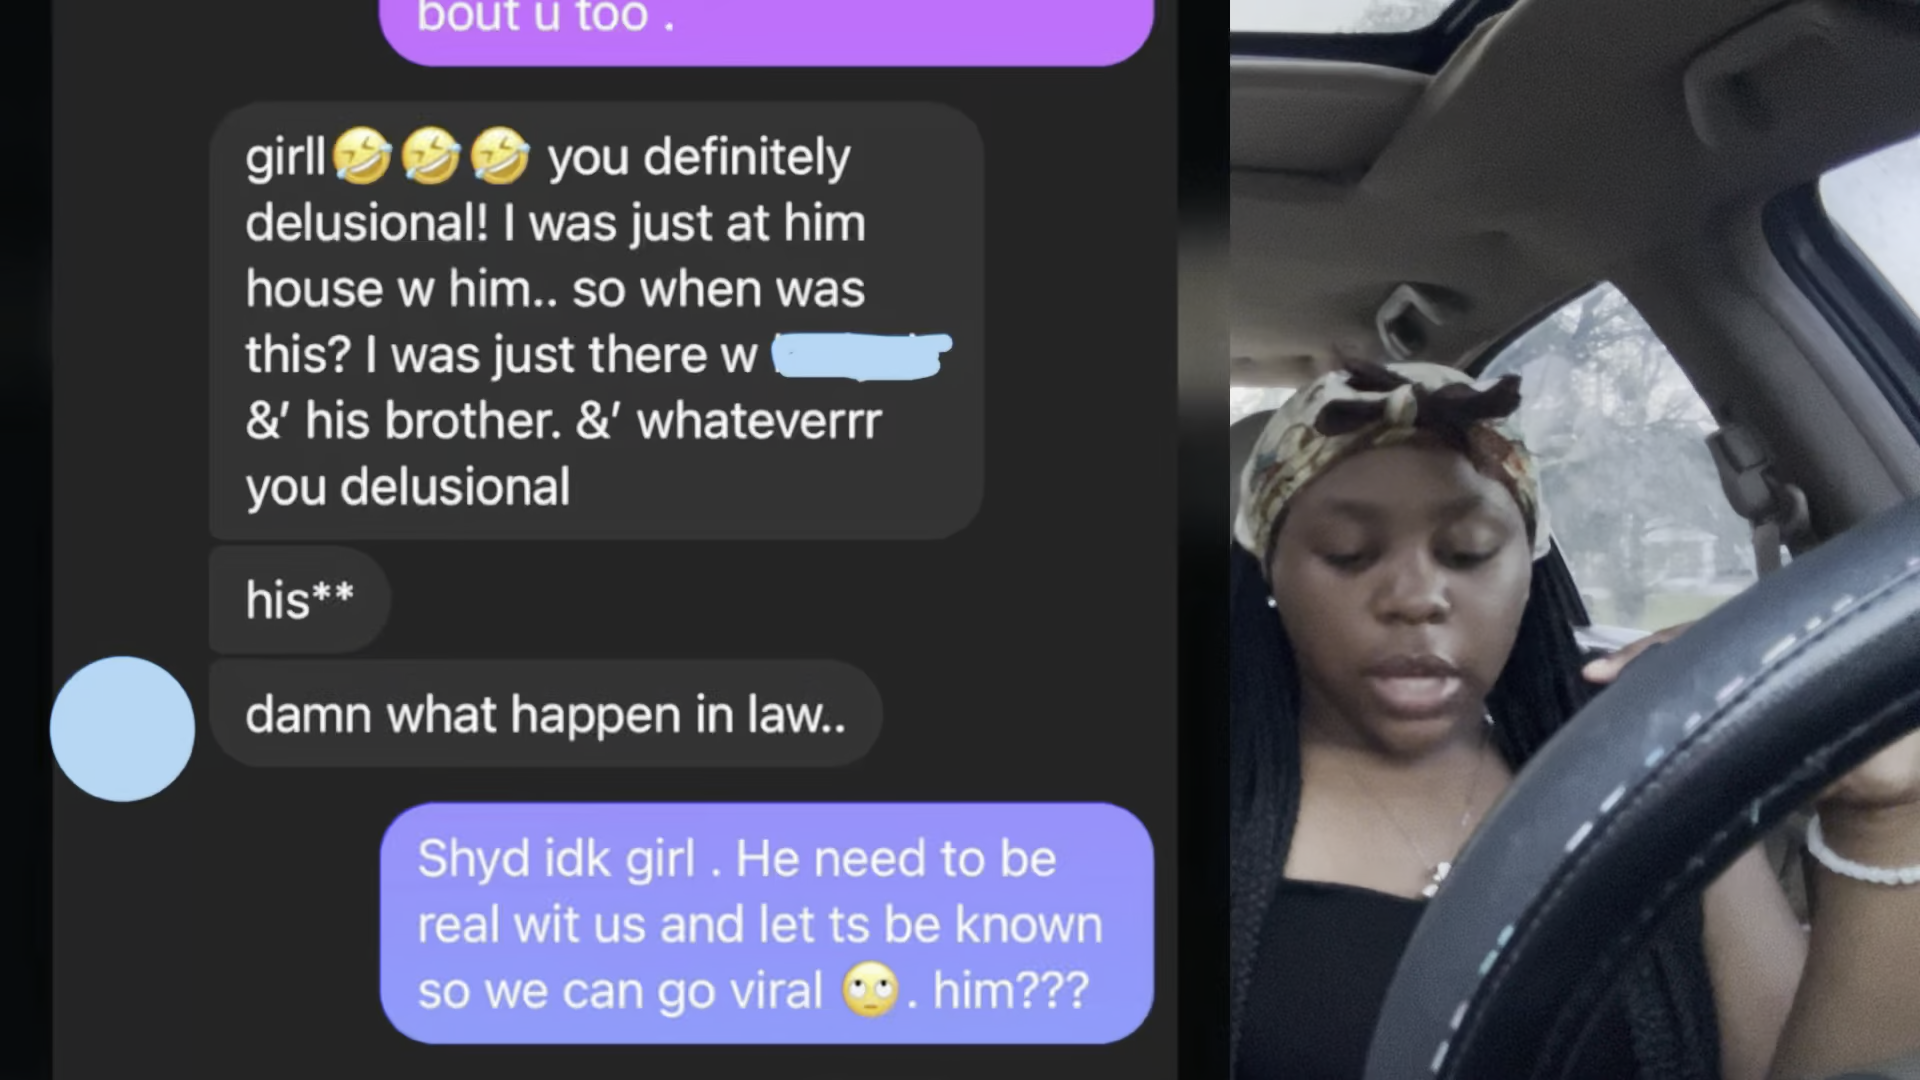 bout u too .
girll🤣🤣🤣 you definitely
delusional! I was just at him
house w him.. so when was
this? I was just there w
&’ his brother. &’ whateverrr
you delusional
his**
damn what happen in law..
Shyd idk girl . He need to be
real wit us and let ts be known
so we can go viral 🙄. him???